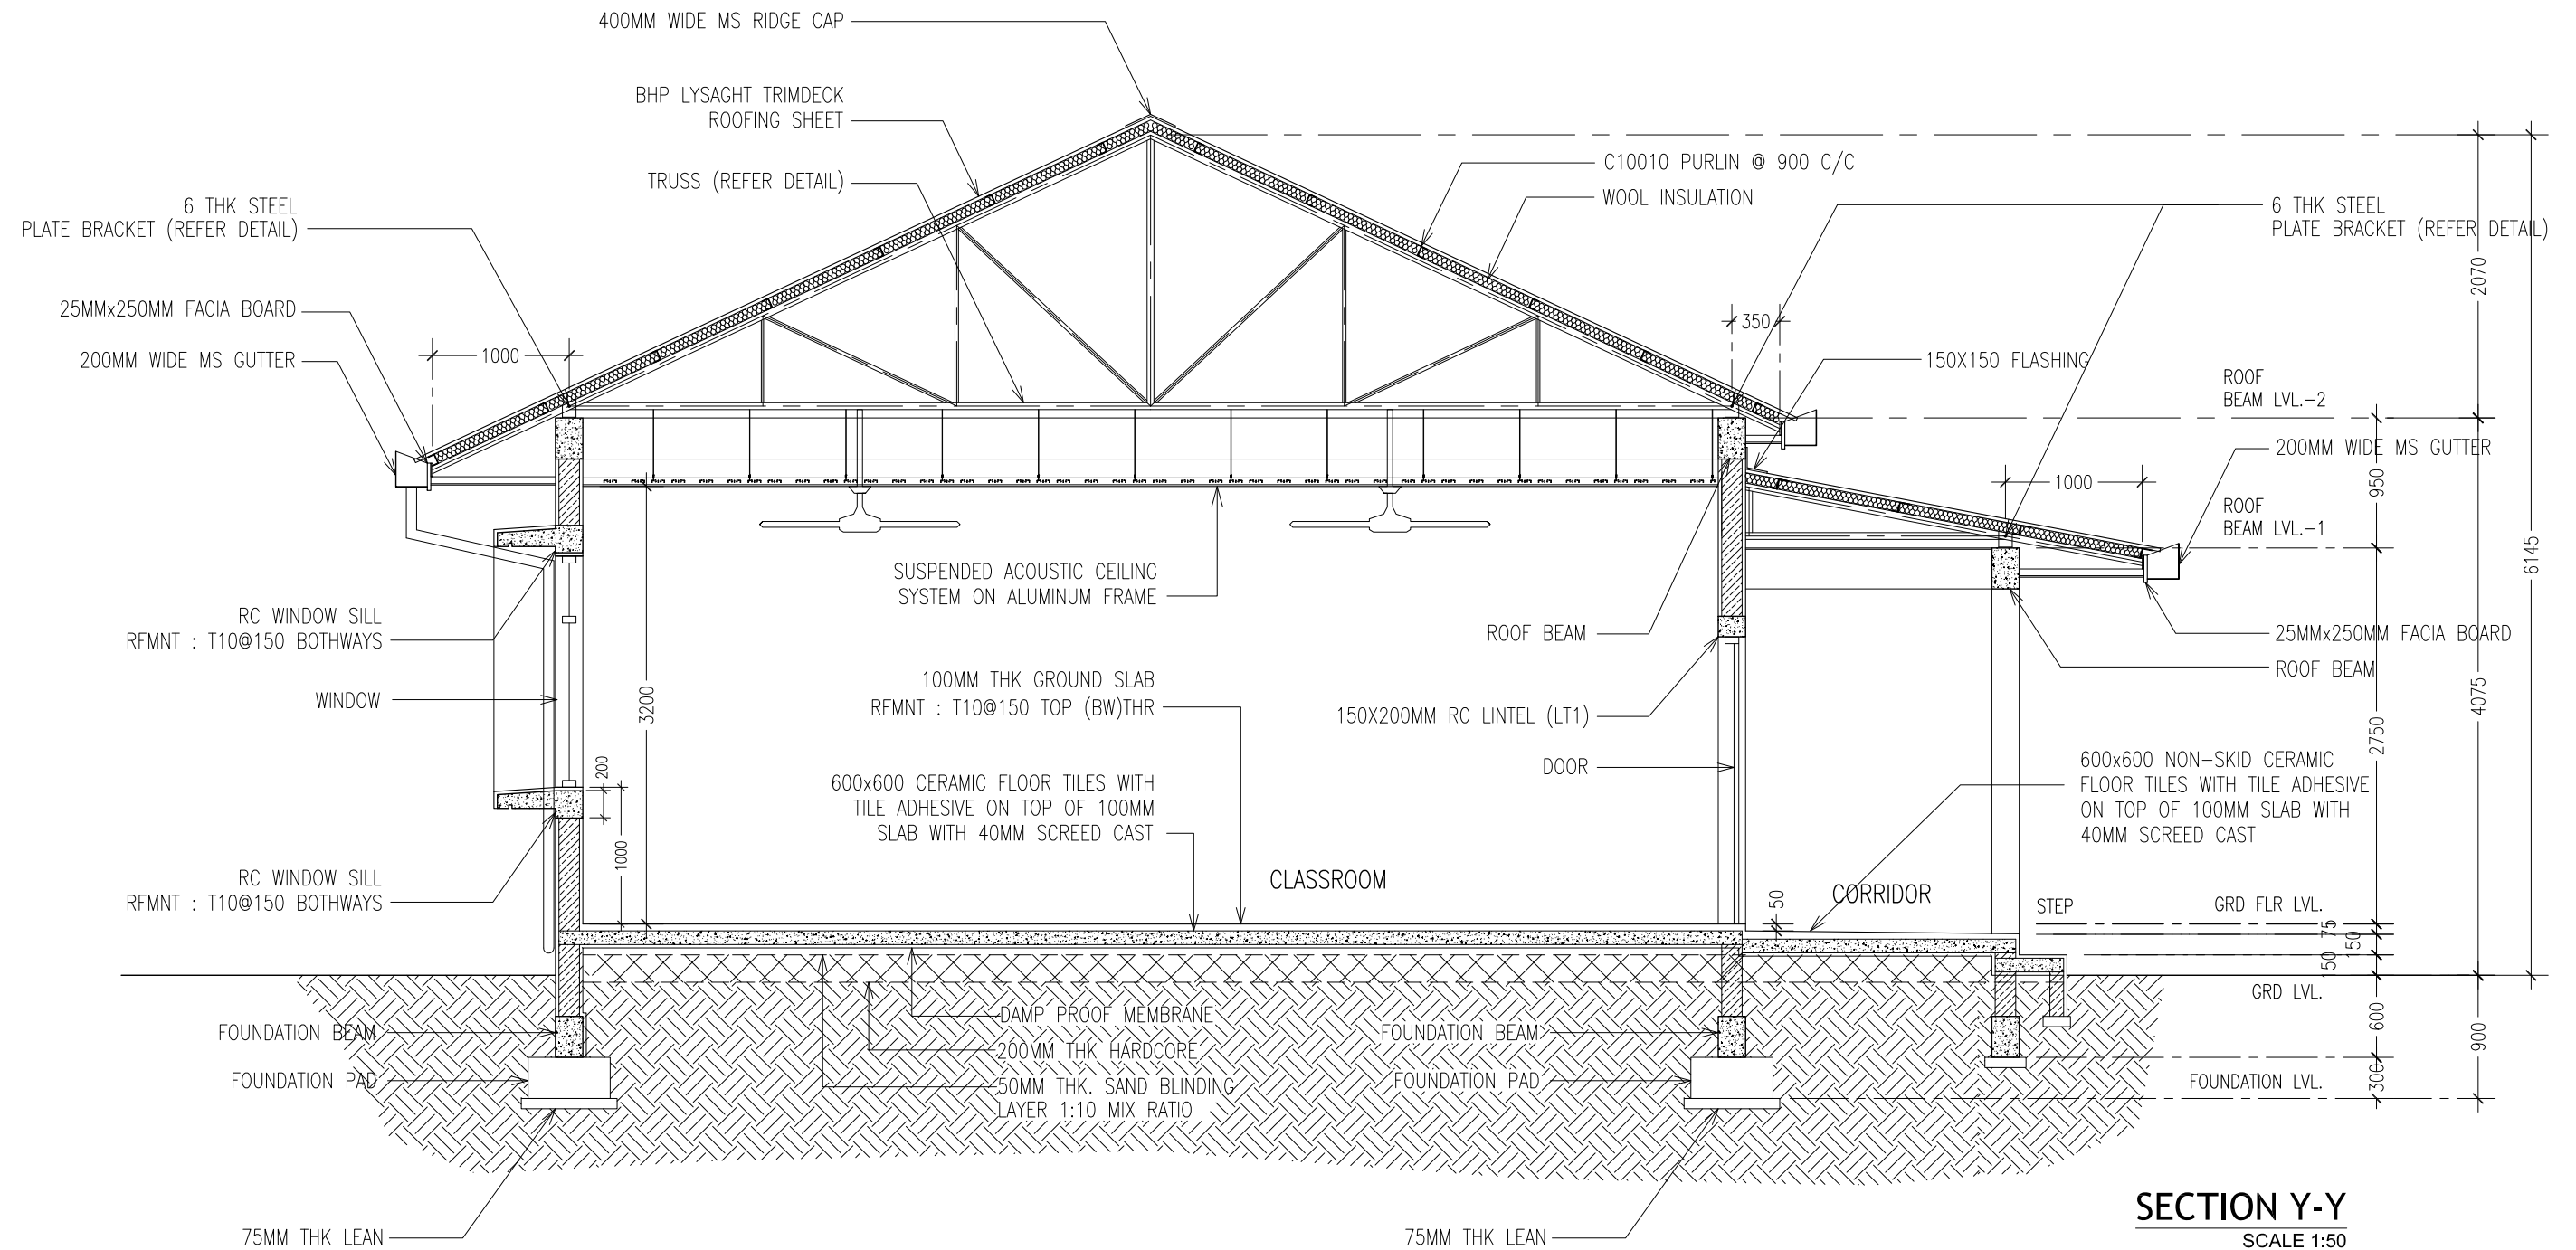 400MM WIDE MS RIDGE CAP
BHP LYSAGHT TRIMDECK
ROOFING SHEET
TRUSS (REFER DETAIL)
6 THK STEEL
PLATE BRACKET (REFER DETAIL)
25MMx250MM FACIA BOARD
200MM WIDE MS GUTTER
1000
C10010 PURLIN @ 900 C/C
WOOL INSULATION
6 THK STEEL
PLATE BRACKET (REFER DETAIL)
2070
350
150X150 FLASHING
ROOF
BEAM LVL.-2
200MM WIDE MS GUTTER
1000
950
ROOF
BEAM LVL.-1
6145
SUSPENDED ACOUSTIC CEILING
SYSTEM ON ALUMINUM FRAME
RC WINDOW SILL
RFMNT : T10@150 BOTHWAYS
WINDOW
ROOF BEAM
25MMx250MM FACIA BOARD
ROOF BEAM
3200
100MM THK GROUND SLAB
RFMNT : T10@150 TOP (BW)THR
150X200MM RC LINTEL (LT1)
DOOR
4075
2750
200
1000
600x600 CERAMIC FLOOR TILES WITH
TILE ADHESIVE ON TOP OF 100MM
SLAB WITH 40MM SCREED CAST
600x600 NON-SKID CERAMIC
FLOOR TILES WITH TILE ADHESIVE
ON TOP OF 100MM SLAB WITH
40MM SCREED CAST
RC WINDOW SILL
RFMNT : T10@150 BOTHWAYS
CLASSROOM
50
CORRIDOR
STEP
GRD FLR LVL.
75
150
150
GRD LVL.
FOUNDATION BEAM
FOUNDATION PAD
DAMP PROOF MEMBRANE
200MM THK HARDCORE
50MM THK. SAND BLINDING
LAYER 1:10 MIX RATIO
FOUNDATION BEAM
FOUNDATION PAD
600
900
300
FOUNDATION LVL.
75MM THK LEAN
75MM THK LEAN
SECTION Y-Y
SCALE 1:50